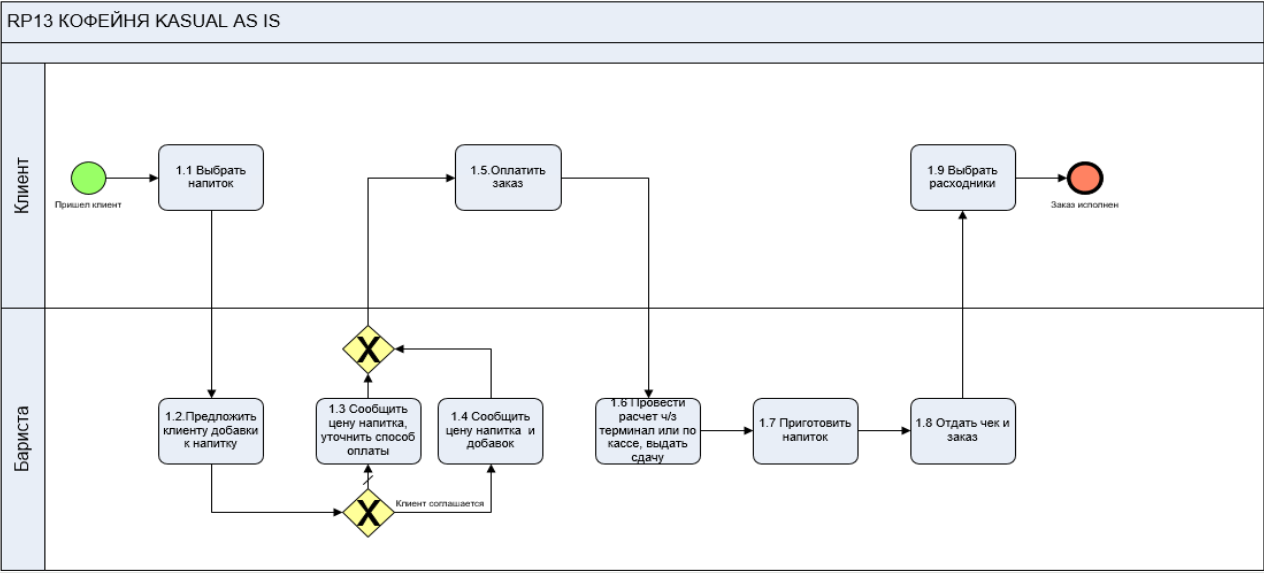 RP13 КОФЕЙНЯ KASUAL AS IS
Клиент
Пришел клиент
1.1 Выбрать
напиток
1.5.Оплатить
заказ
1.9 Выбрать
расходники
Заказ исполнен
Бариста
1.2.Предложить
клиенту добавки
к напитку
1.3 Сообщить
цену напитка,
уточнить способ
оплаты
1.4 Сообщить
цену напитка и
добавок
Клиент соглашается
1.6 Провести
расчет ч/з
терминал или по
кассе, выдать
сдачу
1.7 Приготовить
напиток
1.8 Отдать чек и
заказ